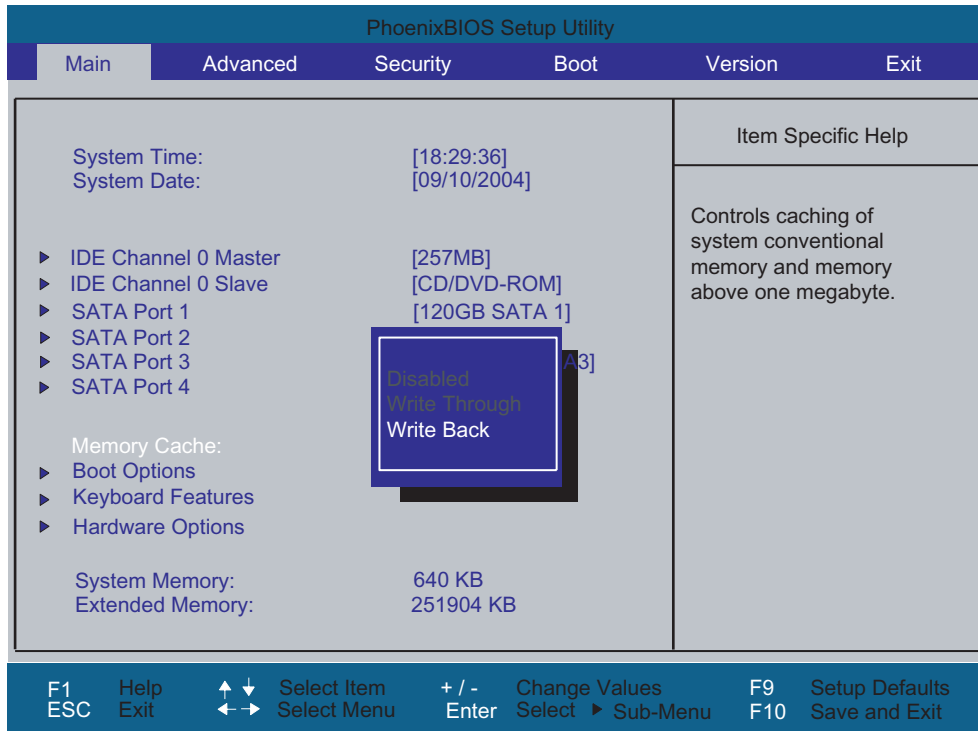 PhoenixBIOS Setup Utility
Main Advanced Security Boot Version Exit
System Time: [18:29:36]
System Date: [09/10/2004]
IDE Channel 0 Master [257MB]
IDE Channel 0 Slave [CD/DVD-ROM]
SATA Port 1 [120GB SATA 1]
SATA Port 2
SATA Port 3 A3]
SATA Port 4
Disabled
Write Through
Write Back
Memory Cache:
Boot Options
Keyboard Features
Hardware Options
System Memory: 640 KB
Extended Memory: 251904 KB
Item Specific Help
Controls caching of
system conventional
memory and memory
above one megabyte.
F1 Help Select Item + / - Change Values F9 Setup Defaults
ESC Exit Select Menu Enter Select Sub-Menu F10 Save and Exit